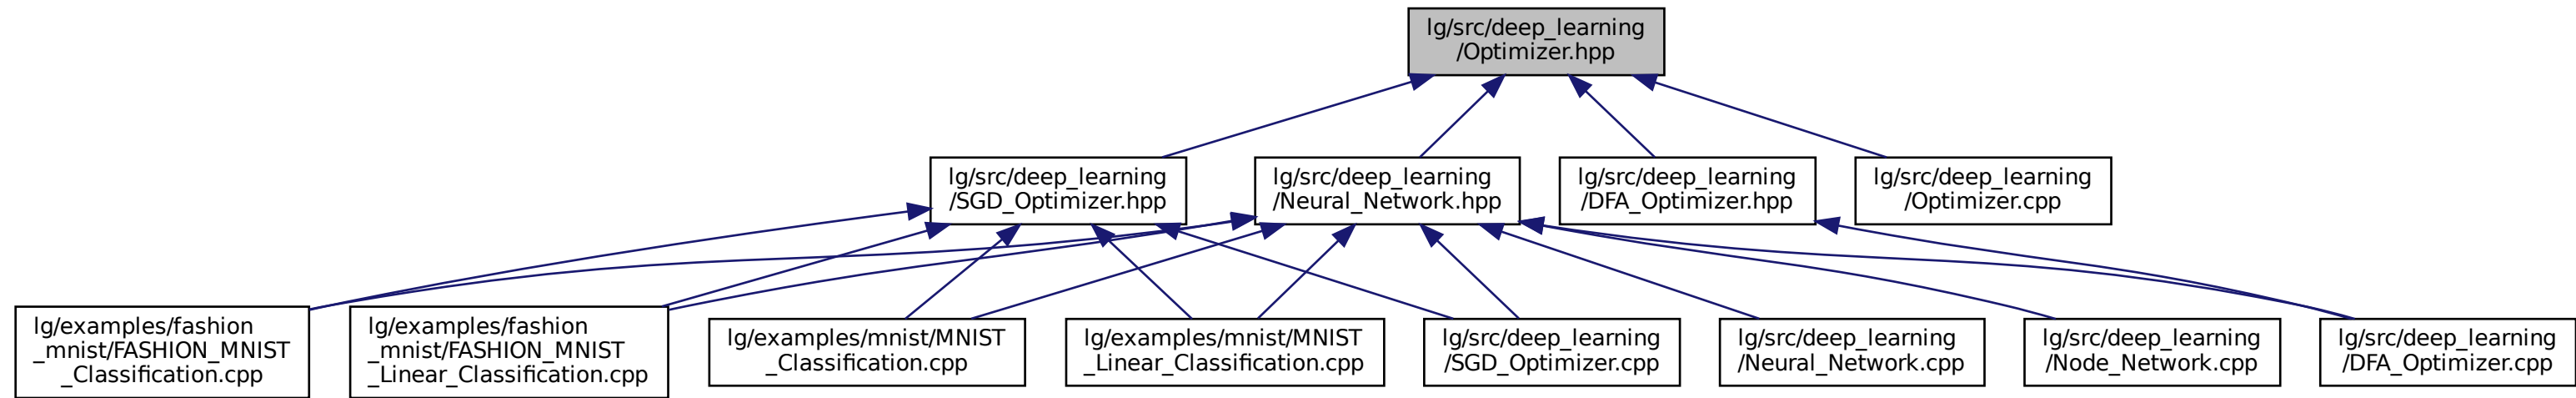 lg/src/deep_learning
/Optimizer.hpp
lg/src/deep_learning
/SGD_Optimizer.hpp
lg/src/deep_learning
/Neural_Network.hpp
lg/src/deep_learning
/DFA_Optimizer.hpp
lg/src/deep_learning
/Optimizer.cpp
lg/examples/fashion
_mnist/FASHION_MNIST
_Classification.cpp
lg/examples/fashion
_mnist/FASHION_MNIST
_Linear_Classification.cpp
lg/examples/mnist/MNIST
_Classification.cpp
lg/examples/mnist/MNIST
_Linear_Classification.cpp
lg/src/deep_learning
/SGD_Optimizer.cpp
lg/src/deep_learning
/Neural_Network.cpp
lg/src/deep_learning
/Node_Network.cpp
lg/src/deep_learning
/DFA_Optimizer.cpp